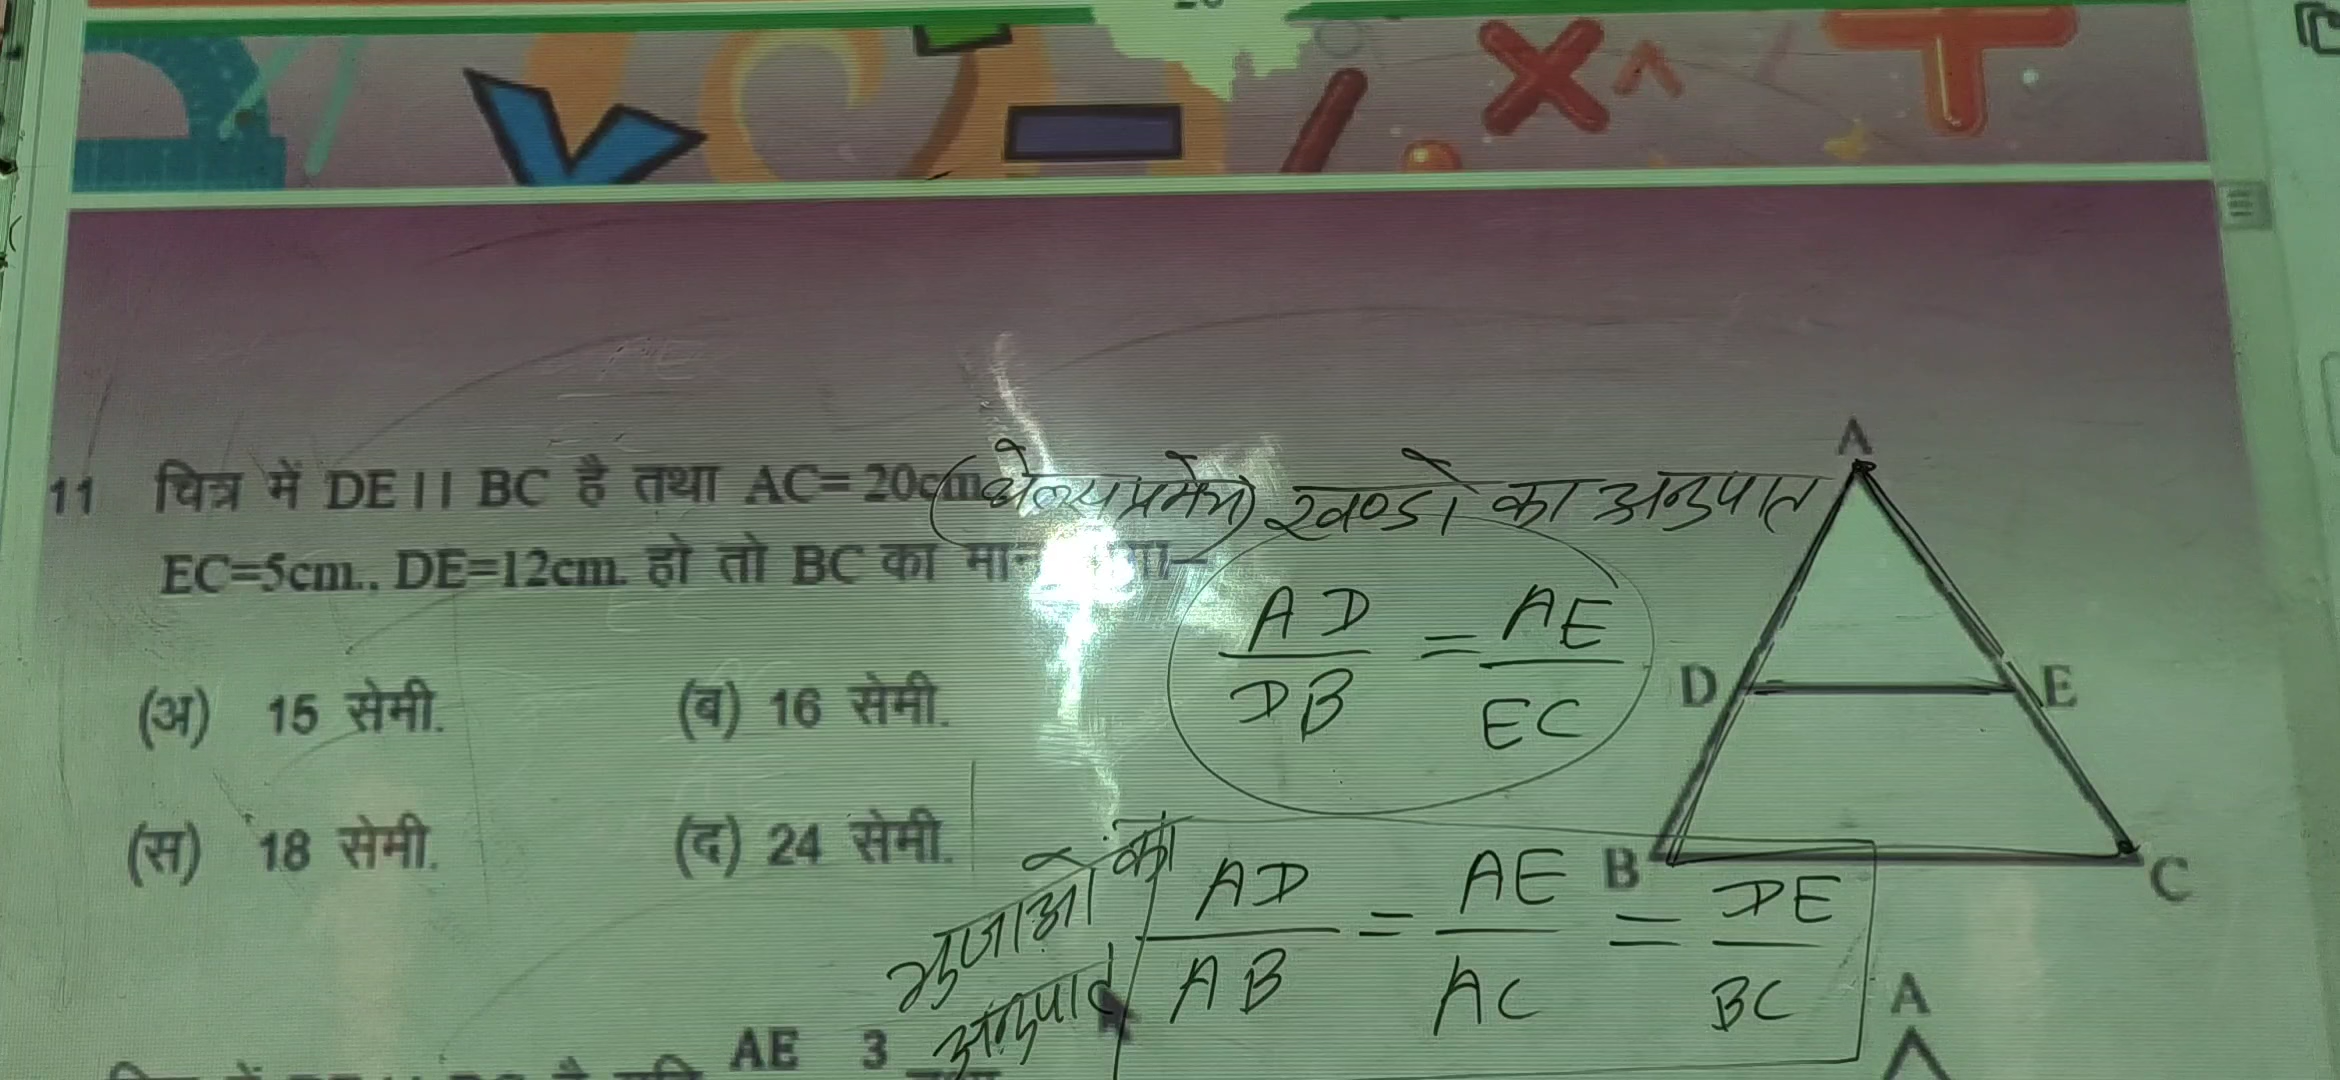 11 चित्र में DE || BC है तथा AC= 20cm
(थेल्स प्रमेय) खण्डो का अनुपात
EC=5cm., DE=12cm. हो तो BC का मान
AD/DB = AE/EC
(अ) 15 सेमी. (ब) 16 सेमी.
(स) 18 सेमी. (द) 24 सेमी.
A
D E
B C
भुजाओं का
अनुपात
AD/AB = AE/AC = DE/BC
A
AE 3